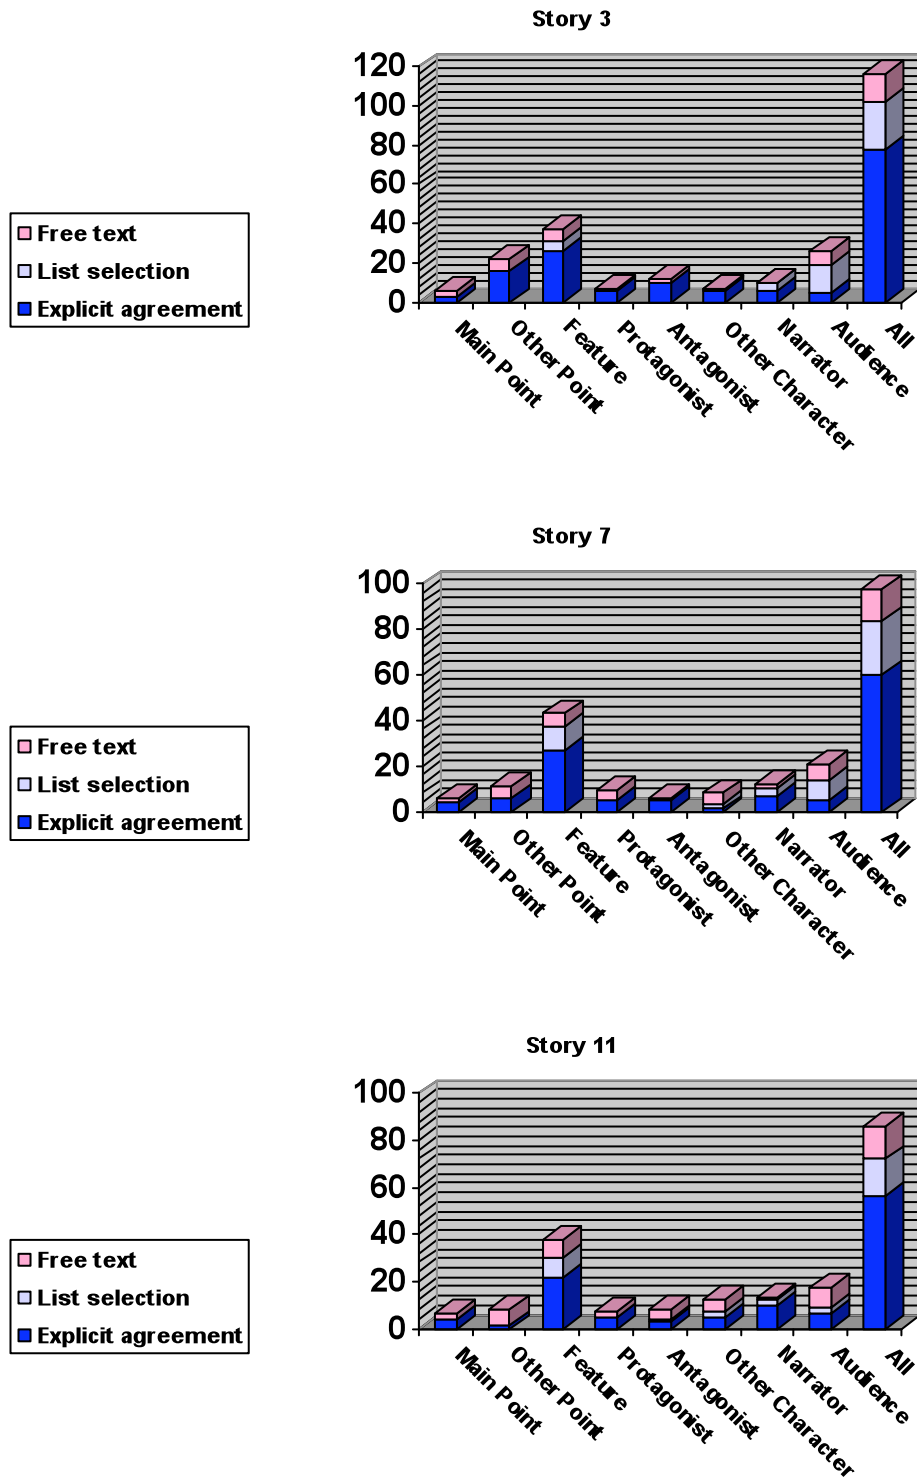 Story 3
120
100
80
60
40
20
0
Free text
List selection
Explicit agreement
Main Point
Other Point
Feature
Protagonist
Antagonist
Other Character
Narrator
Audience
All
Story 7
100
80
60
40
20
0
Free text
List selection
Explicit agreement
Main Point
Other Point
Feature
Protagonist
Antagonist
Other Character
Narrator
Audience
All
Story 11
100
80
60
40
20
0
Free text
List selection
Explicit agreement
Main Point
Other Point
Feature
Protagonist
Antagonist
Other Character
Narrator
Audience
All